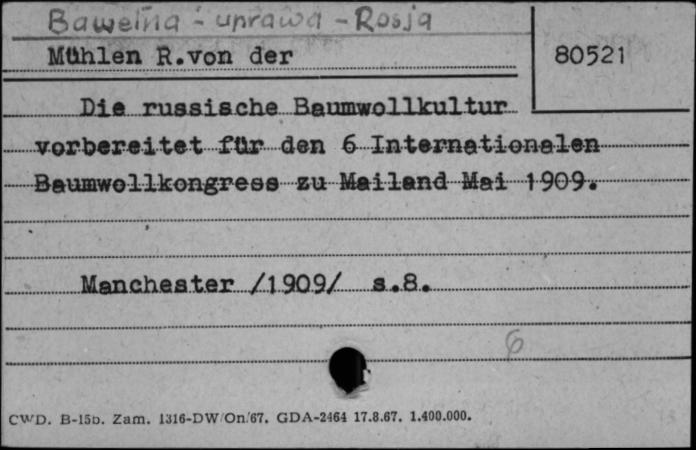 Bawełna - uprawa - Rosja
Mühlen R.von der
80521
Die russische Baumwollkultur
vorbereitet für den 6 Internationalen
Baumwollkongress zu Mailand Mai 1909.
Manchester /1909/ s.8.
6
CWD. B-15b. Zam. 1316-DW/On/67. GDA-2464 17.8.67. 1.400.000.